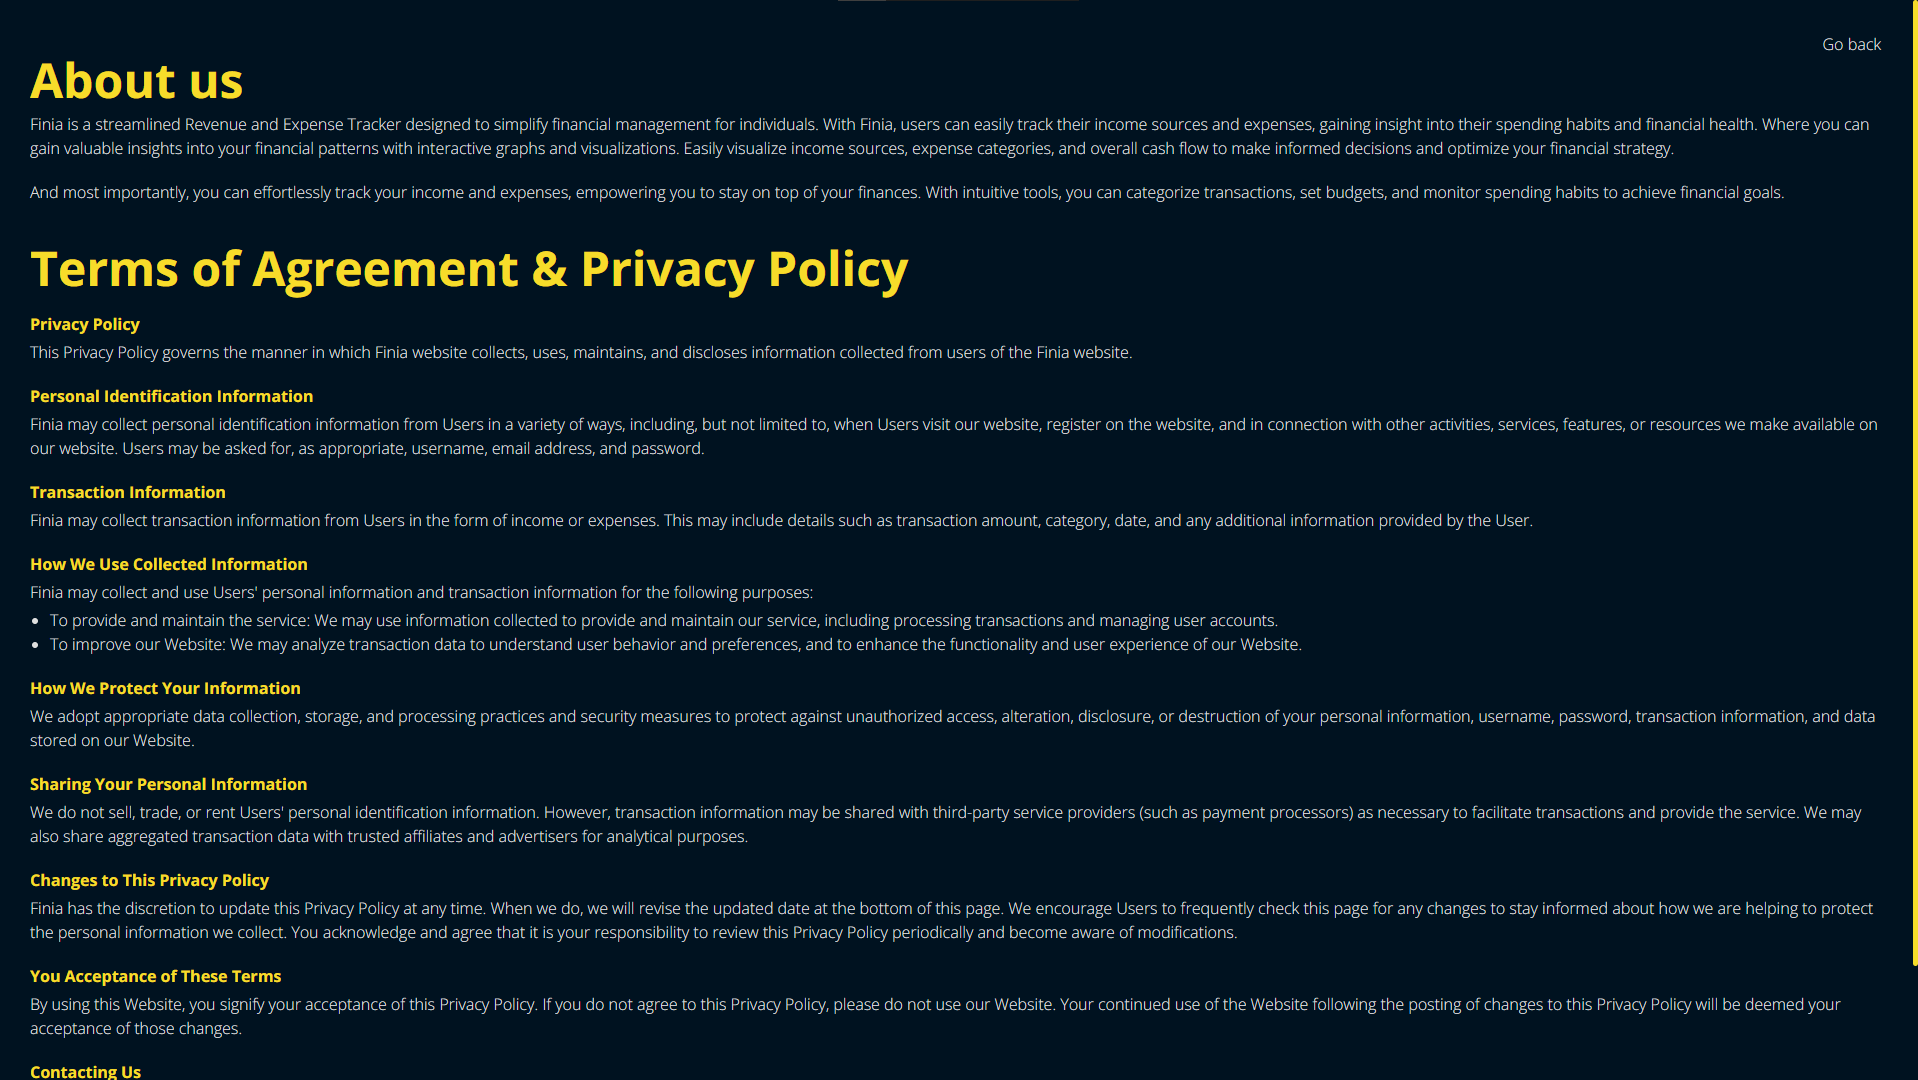 Go back
About us
Finia is a streamlined Revenue and Expense Tracker designed to simplify financial management for individuals. With Finia, users can easily track their income sources and expenses, gaining insight into their spending habits and financial health. Where you can
gain valuable insights into your financial patterns with interactive graphs and visualizations. Easily visualize income sources, expense categories, and overall cash flow to make informed decisions and optimize your financial strategy.
And most importantly, you can effortlessly track your income and expenses, empowering you to stay on top of your finances. With intuitive tools, you can categorize transactions, set budgets, and monitor spending habits to achieve financial goals.
Terms of Agreement & Privacy Policy
Privacy Policy
This Privacy Policy governs the manner in which Finia website collects, uses, maintains, and discloses information collected from users of the Finia website.
Personal Identification Information
Finia may collect personal identification information from Users in a variety of ways, including, but not limited to, when Users visit our website, register on the website, and in connection with other activities, services, features, or resources we make available on
our website. Users may be asked for, as appropriate, username, email address, and password.
Transaction Information
Finia may collect transaction information from Users in the form of income or expenses. This may include details such as transaction amount, category, date, and any additional information provided by the User.
How We Use Collected Information
Finia may collect and use Users' personal information and transaction information for the following purposes:
• To provide and maintain the service: We may use information collected to provide and maintain our service, including processing transactions and managing user accounts.
• To improve our Website: We may analyze transaction data to understand user behavior and preferences, and to enhance the functionality and user experience of our Website.
How We Protect Your Information
We adopt appropriate data collection, storage, and processing practices and security measures to protect against unauthorized access, alteration, disclosure, or destruction of your personal information, username, password, transaction information, and data
stored on our Website.
Sharing Your Personal Information
We do not sell, trade, or rent Users' personal identification information. However, transaction information may be shared with third-party service providers (such as payment processors) as necessary to facilitate transactions and provide the service. We may
also share aggregated transaction data with trusted affiliates and advertisers for analytical purposes.
Changes to This Privacy Policy
Finia has the discretion to update this Privacy Policy at any time. When we do, we will revise the updated date at the bottom of this page. We encourage Users to frequently check this page for any changes to stay informed about how we are helping to protect
the personal information we collect. You acknowledge and agree that it is your responsibility to review this Privacy Policy periodically and become aware of modifications.
You Acceptance of These Terms
By using this Website, you signify your acceptance of this Privacy Policy. If you do not agree to this Privacy Policy, please do not use our Website. Your continued use of the Website following the posting of changes to this Privacy Policy will be deemed your
acceptance of those changes.
Contacting Us